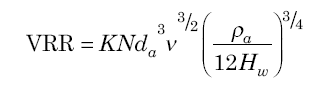 VRR = KNd_a^3 ν^{3/2} (ρ_a / 12H_w)^{3/4}